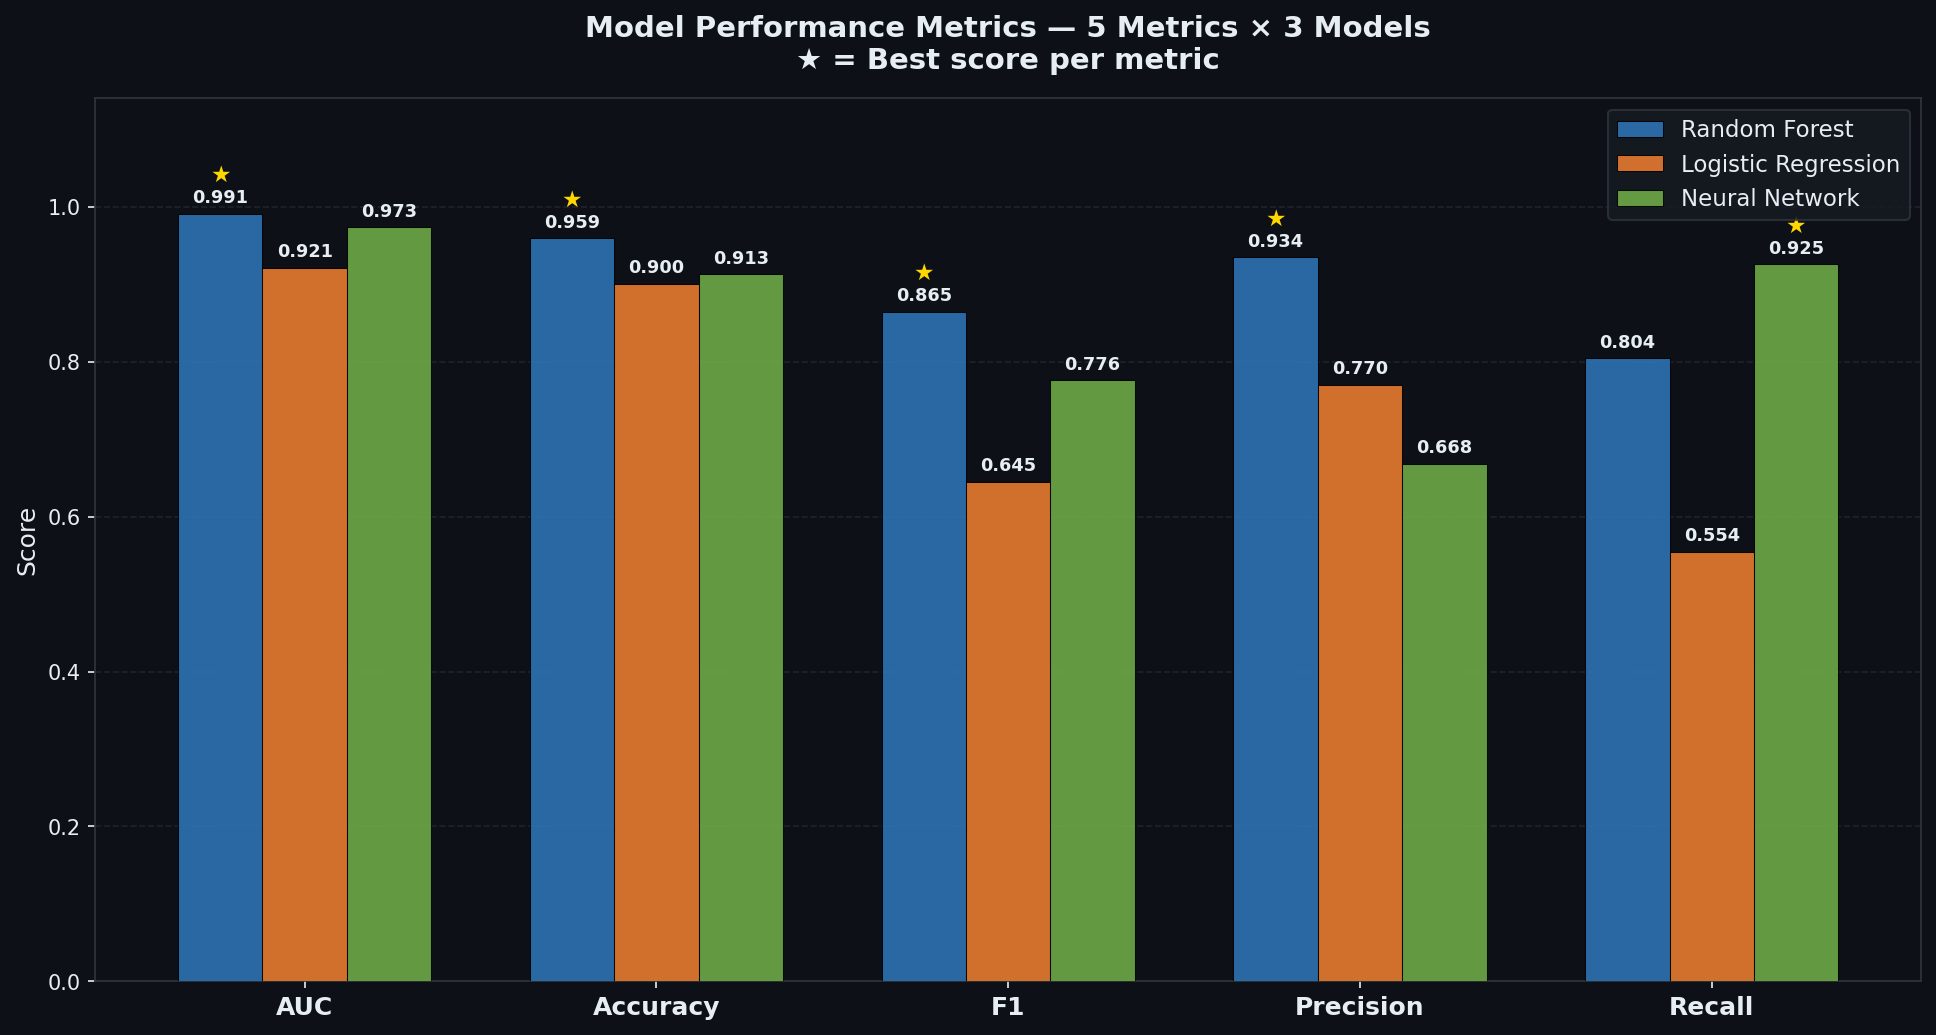 Model Performance Metrics — 5 Metrics × 3 Models
★ = Best score per metric
Random Forest
Logistic Regression
Neural Network
Score
1.0
0.8
0.6
0.4
0.2
0.0
0.991
0.921
0.973
0.959
0.900
0.913
0.865
0.645
0.776
0.934
0.770
0.668
0.804
0.554
0.925
AUC
Accuracy
F1
Precision
Recall